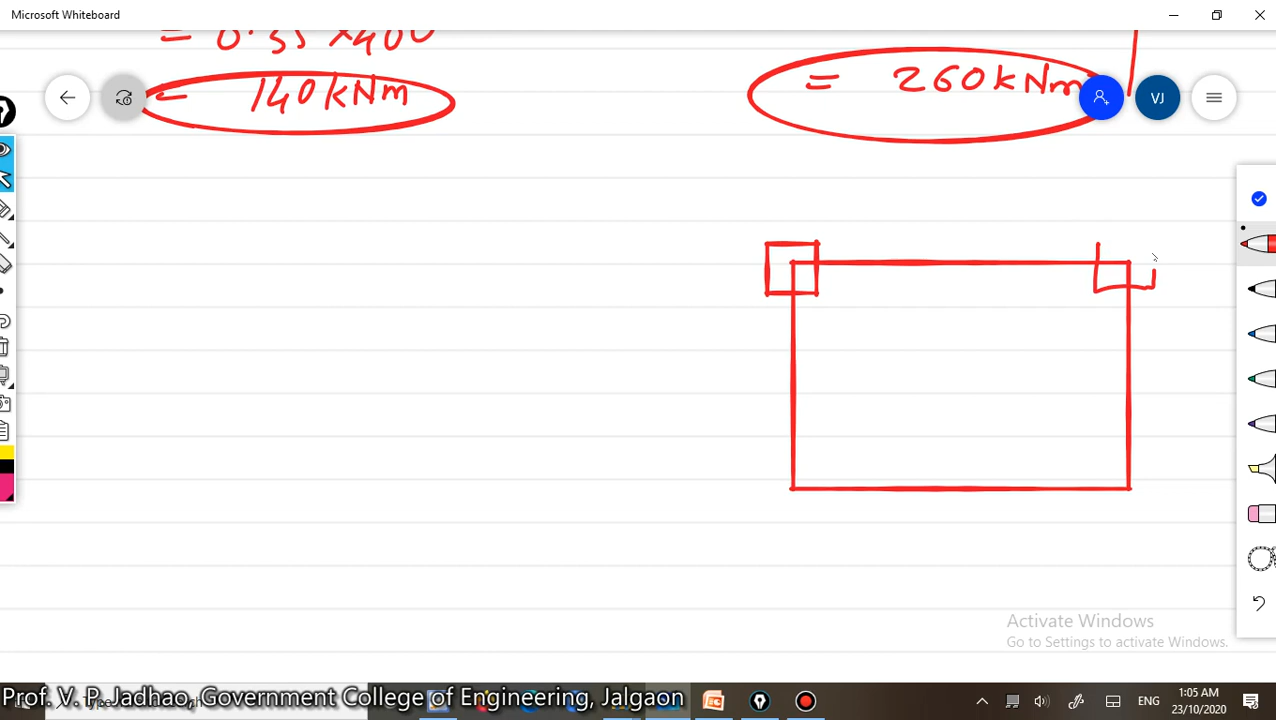 Microsoft Whiteboard
= 0.35 x400
= 140 kNm
= 260 kNm
VJ
Activate Windows
Go to Settings to activate Windows.
Prof. V. P. Jadhao, Government College of Engineering, Jalgaon
ENG
1:05 AM
23/10/2020